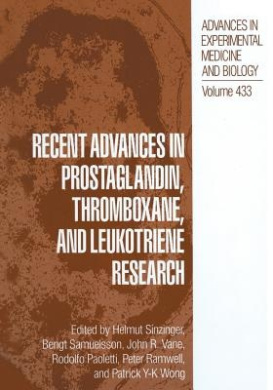 ADVANCES IN
EXPERIMENTAL
MEDICINE
AND BIOLOGY
Volume 433
RECENT ADVANCES IN
PROSTAGLANDIN,
THROMBOXANE,
AND LEUKOTRIENE
RESEARCH
Edited by Helmut Sinzinger,
Bengt Samuelsson, John R. Vane,
Rodolfo Paoletti, Peter Ramwell,
and Patrick Y-K Wong